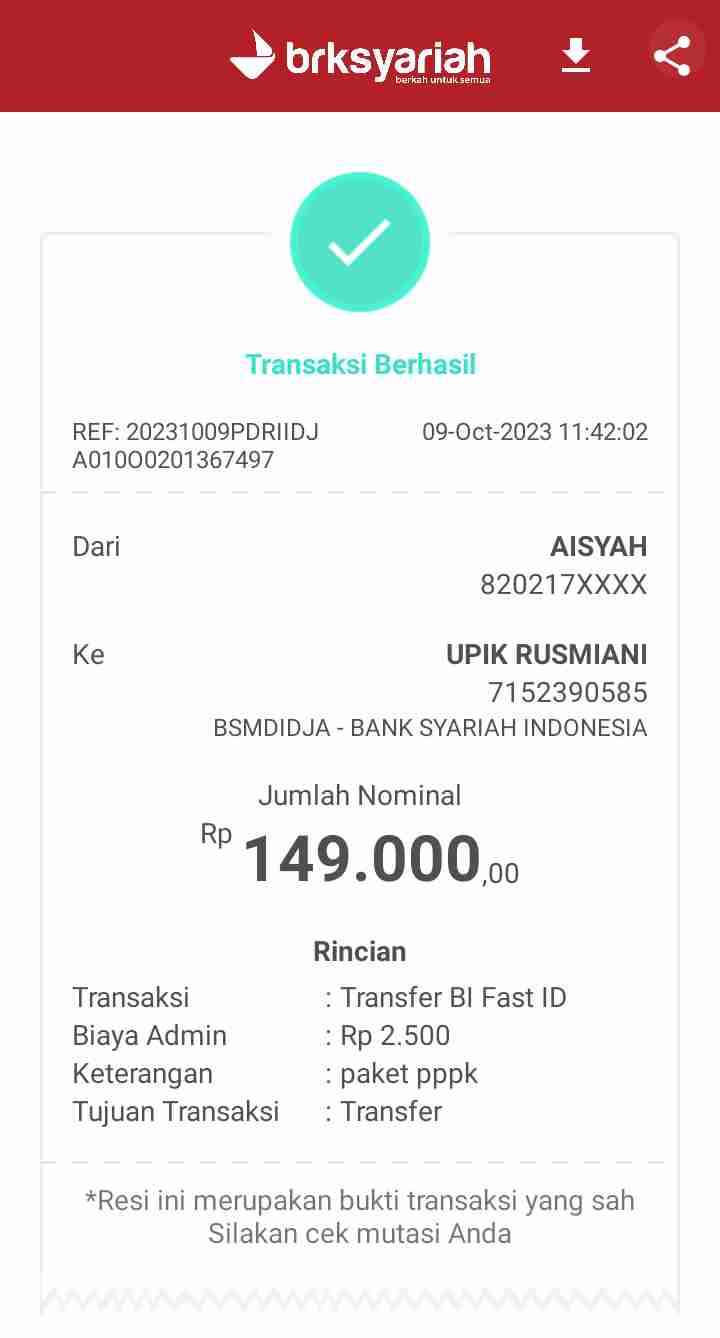 brksyariah
berkah untuk semua
Transaksi Berhasil
REF: 20231009PDRIIDJ 09-Oct-2023 11:42:02
A010O0201367497
Dari AISYAH
820217XXXX
Ke UPIK RUSMIANI
7152390585
BSMDIDJA - BANK SYARIAH INDONESIA
Jumlah Nominal
Rp 149.000,00
Rincian
Transaksi : Transfer BI Fast ID
Biaya Admin : Rp 2.500
Keterangan : paket pppk
Tujuan Transaksi : Transfer
*Resi ini merupakan bukti transaksi yang sah
Silakan cek mutasi Anda